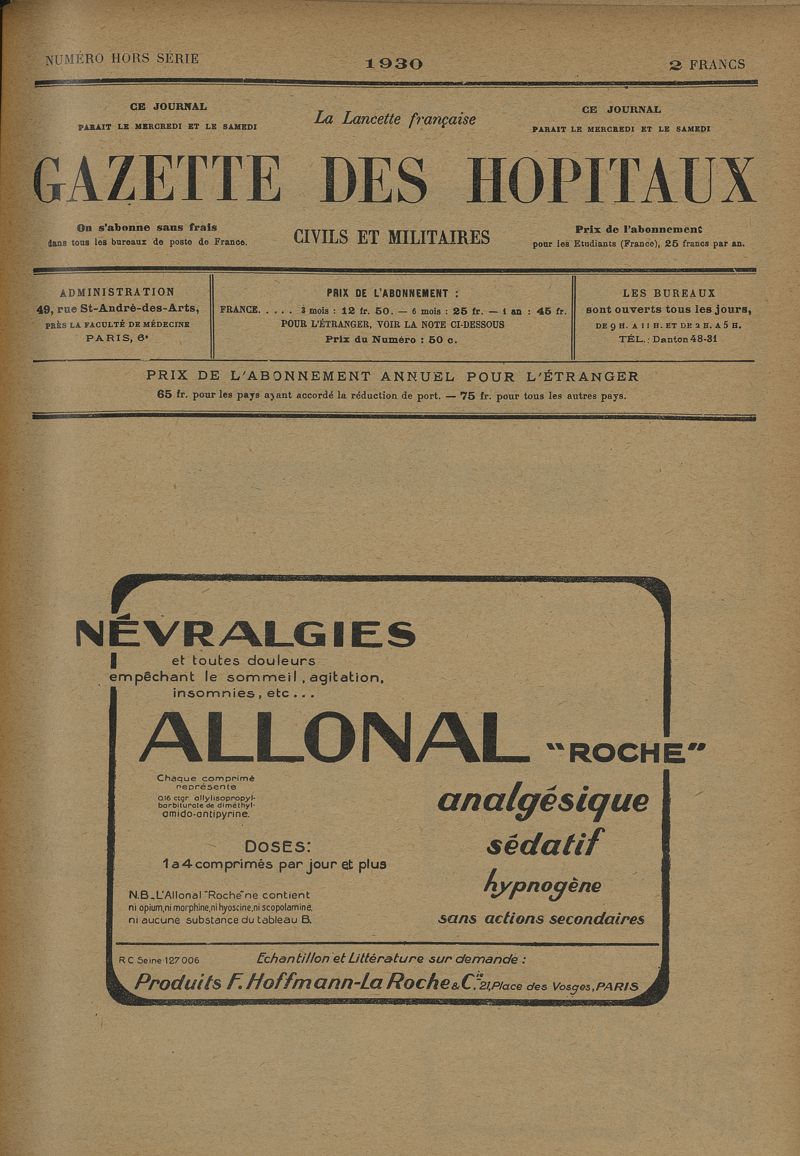 NUMÉRO HORS SÉRIE
1930
2 FRANCS
CE JOURNAL
PARAIT LE MERCREDI ET LE SAMEDI
La Lancette française
CE JOURNAL
PARAIT LE MERCREDI ET LE SAMEDI
GAZETTE DES HOPITAUX
On s'abonne sans frais
dans tous les bureaux de poste de France.
CIVILS ET MILITAIRES
Prix de l'abonnement
pour les Etudiants (France), 25 francs par an.
ADMINISTRATION
49, rue St-André-des-Arts,
PRÈS LA FACULTÉ DE MÉDECINE
PARIS, 6e
PRIX DE L'ABONNEMENT :
FRANCE. . . . . 3 mois : 12 fr. 50. — 6 mois : 25 fr. — 1 an : 45 fr.
POUR L'ÉTRANGER, VOIR LA NOTE CI-DESSOUS
Prix du Numéro : 50 c.
LES BUREAUX
sont ouverts tous les jours,
DE 9 H. A 11 H. ET DE 2 H. A 5 H.
TÉL. : Danton 48-31
PRIX DE L'ABONNEMENT ANNUEL POUR L'ÉTRANGER
65 fr. pour les pays ayant accordé la réduction de port. — 75 fr. pour tous les autres pays.
NÉVRALGIES
et toutes douleurs
empêchant le sommeil, agitation,
insomnies, etc...
ALLONAL "ROCHE"
Chaque comprimé
représente
0.16 ctgr allylisopropyl-
barbiturate de diméthyl-
amido-antipyrine.
DOSES:
1 a 4 comprimés par jour et plus
N.B._L'Allonal "Roche" ne contient
ni opium, ni morphine, ni hyoscine, ni scopolamine,
ni aucune substance du tableau B.
analgésique
sédatif
hypnogène
sans actions secondaires
R C Seine 127 006
Echantillon et Littérature sur demande :
Produits F. Hoffmann-La Roche & Cie. 21, Place des Vosges, PARIS